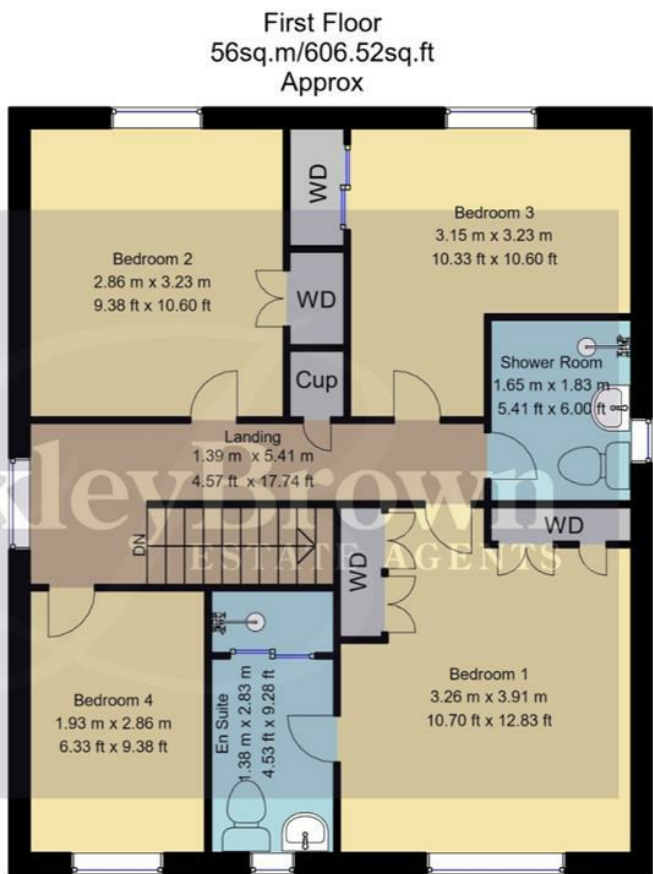 First Floor
56sq.m/606.52sq.ft
Approx
WD
Bedroom 3
3.15 m x 3.23 m
10.33 ft x 10.60 ft
Bedroom 2
2.86 m x 3.23 m
9.38 ft x 10.60 ft
WD
Cup
Shower Room
1.65 m x 1.83 m
5.41 ft x 6.00 ft
Landing
1.39 m x 5.41 m
4.57 ft x 17.74 ft
xleyBrown
ESTATE AGENTS
DN
WD
WD
Bedroom 1
3.26 m x 3.91 m
10.70 ft x 12.83 ft
Bedroom 4
1.93 m x 2.86 m
6.33 ft x 9.38 ft
En Suite
1.38 m x 2.83 m
4.53 ft x 9.28 ft